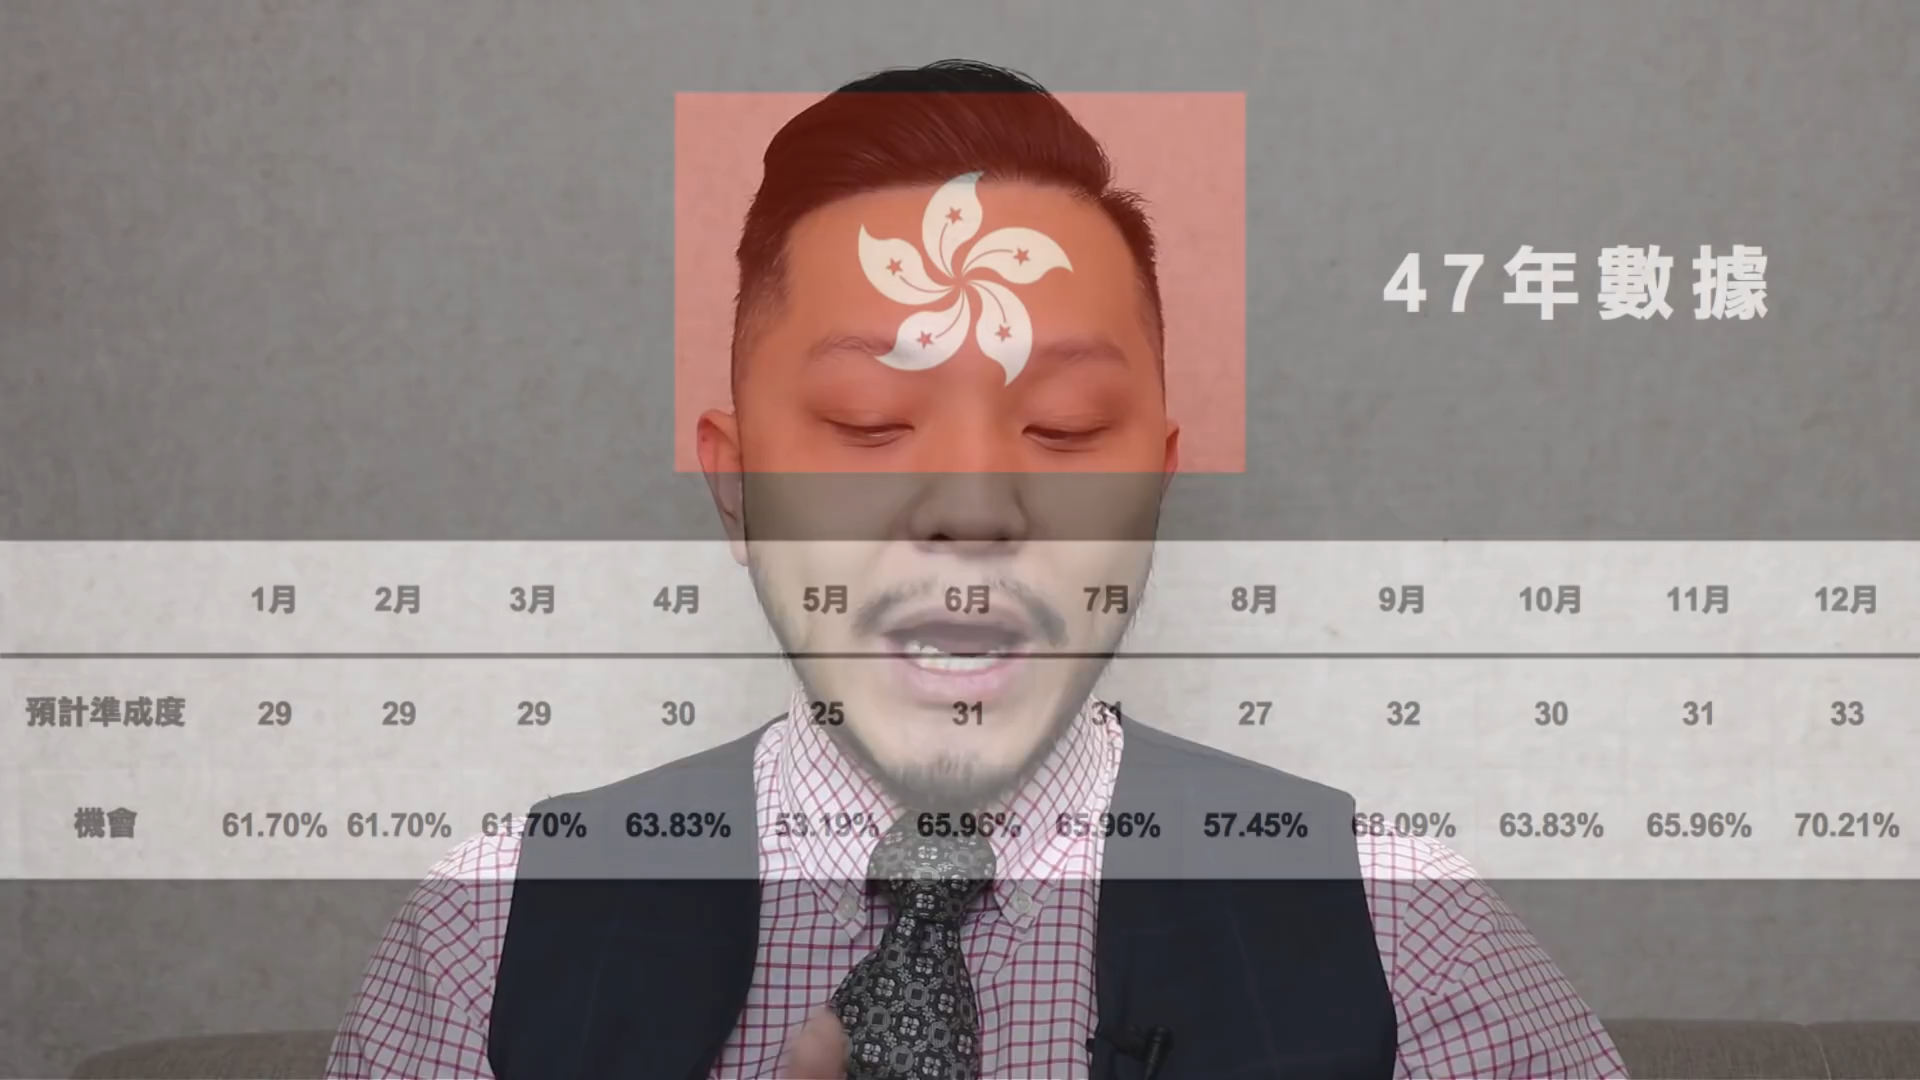 47年數據
1月 2月 3月 4月 5月 6月 7月 8月 9月 10月 11月 12月
預計準成度 29 29 29 30 25 31 31 27 32 30 31 33
機會 61.70% 61.70% 61.70% 63.83% 53.19% 65.96% 65.96% 57.45% 68.09% 63.83% 65.96% 70.21%